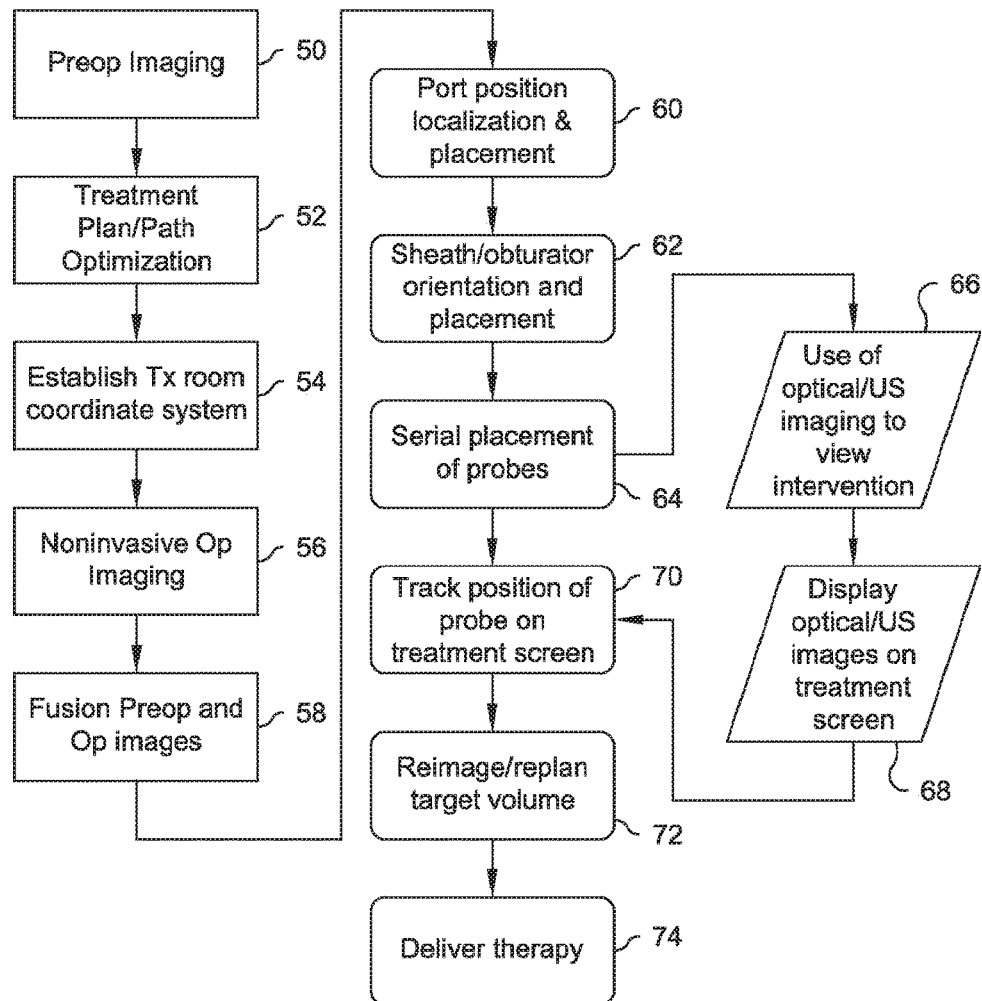 Preop Imaging
50
Treatment
Plan/Path
Optimization
52
Establish Tx room
coordinate system
54
Noninvasive Op
Imaging
56
Fusion Preop and
Op images
58
Port position
localization &
placement
60
Sheath/obturator
orientation and
placement
62
Serial placement
of probes
64
Use of
optical/US
imaging to
view
intervention
66
Display
optical/US
images on
treatment
screen
68
Track position of
probe on
treatment screen
70
Reimage/replan
target volume
72
Deliver therapy
74